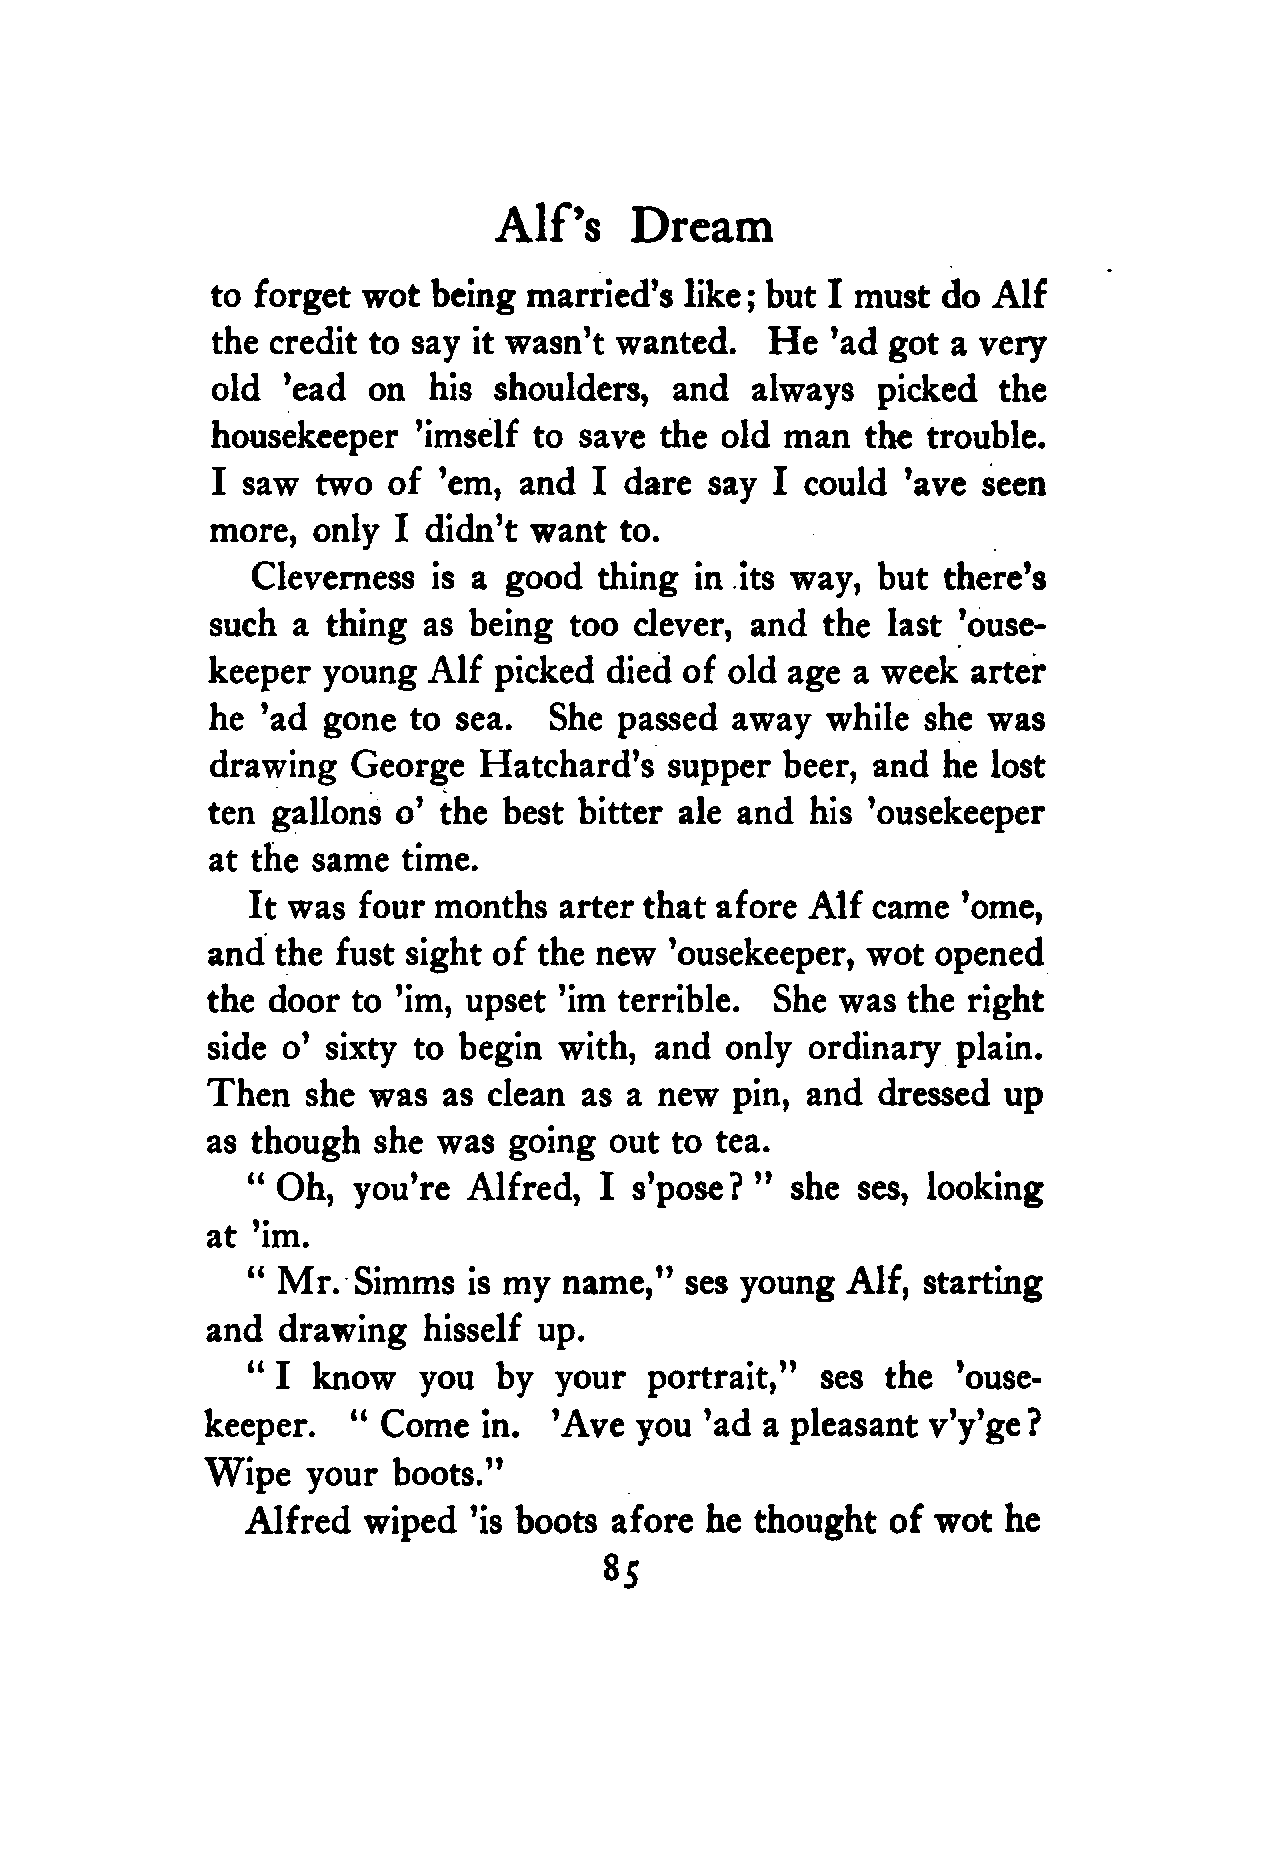 Alf's Dream
to forget wot being married's like; but I must do Alf
the credit to say it wasn't wanted. He 'ad got a very
old 'ead on his shoulders, and always picked the
housekeeper 'imself to save the old man the trouble.
I saw two of 'em, and I dare say I could 'ave seen
more, only I didn't want to.
Cleverness is a good thing in its way, but there's
such a thing as being too clever, and the last 'ouse-
keeper young Alf picked died of old age a week arter
he 'ad gone to sea. She passed away while she was
drawing George Hatchard's supper beer, and he lost
ten gallons o' the best bitter ale and his 'ousekeeper
at the same time.
It was four months arter that afore Alf came 'ome,
and the fust sight of the new 'ousekeeper, wot opened
the door to 'im, upset 'im terrible. She was the right
side o' sixty to begin with, and only ordinary plain.
Then she was as clean as a new pin, and dressed up
as though she was going out to tea.
"Oh, you're Alfred, I s'pose?" she ses, looking
at 'im.
"Mr. Simms is my name," ses young Alf, starting
and drawing hisself up.
"I know you by your portrait," ses the 'ouse-
keeper. "Come in. 'Ave you 'ad a pleasant v'y'ge?
Wipe your boots."
Alfred wiped 'is boots afore he thought of wot he
85